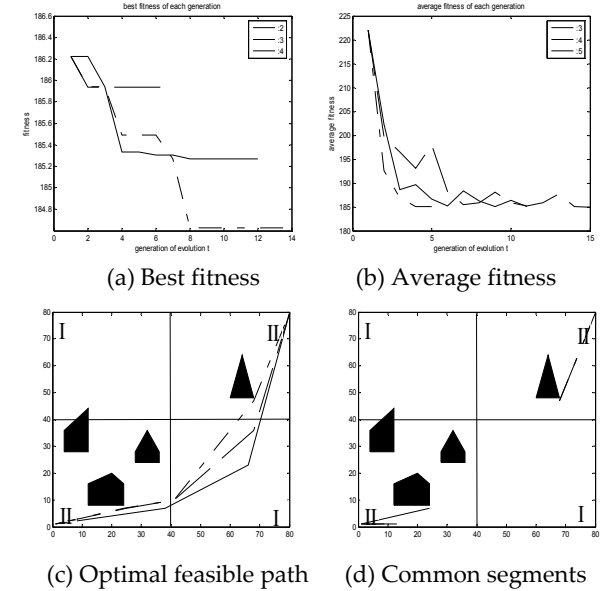 best fitness of each generation
186.6
186.4
186.2
186
185.8
185.6
185.4
185.2
185
184.8
fitness
:2
:3
:4
0 2 4 6 8 10 12 14
generation of evolution t
average fitness of each generation
225
220
215
210
205
200
195
190
185
180
average fitness
:3
:4
:5
0 5 10 15
generation of evolution t
(a) Best fitness
(b) Average fitness
80
70
60
50
40
30
20
10
0
I
II
II
I
0 10 20 30 40 50 60 70 80
80
70
60
50
40
30
20
10
0
I
II
II
I
0 10 20 30 40 50 60 70 80
(c) Optimal feasible path
(d) Common segments